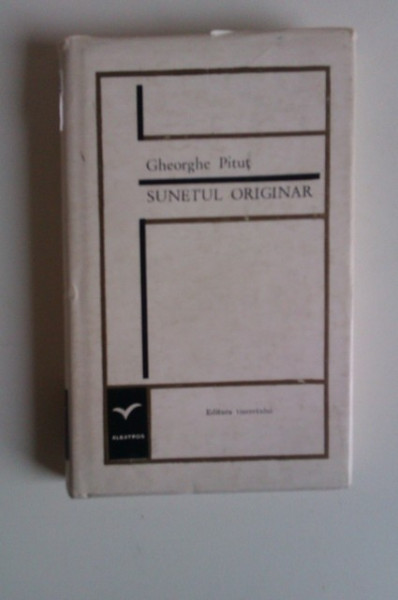 Gheorghe Pituț
SUNETUL ORIGINAR
Editura tineretului
ALBATROS